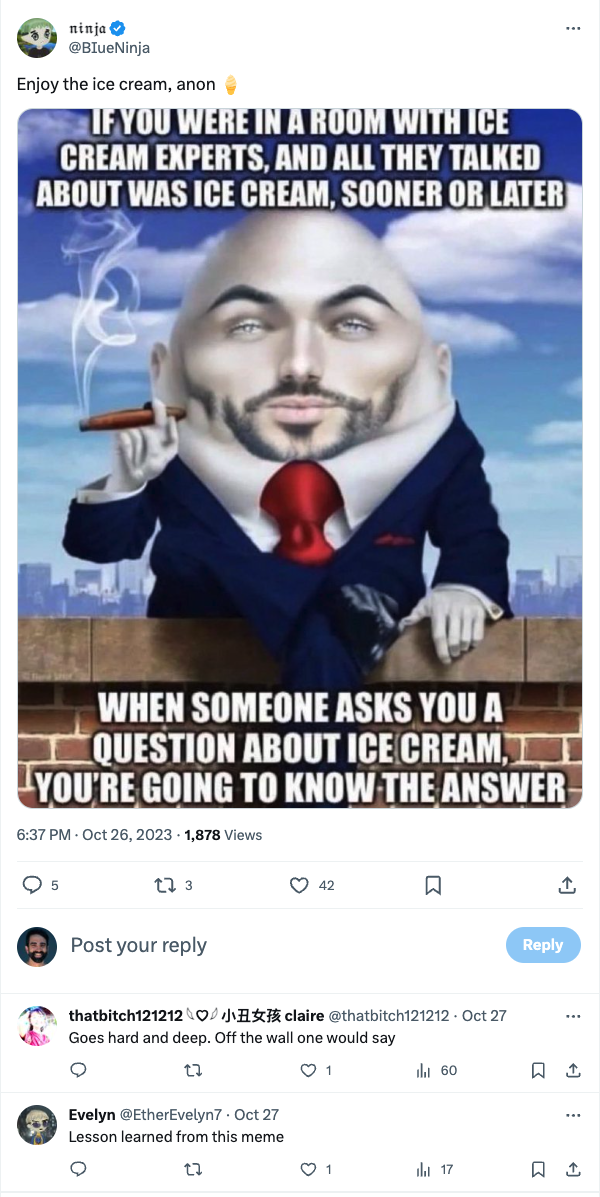 ninja
@BIueNinja
Enjoy the ice cream, anon 🍦
IF YOU WERE IN A ROOM WITH ICE
CREAM EXPERTS, AND ALL THEY TALKED
ABOUT WAS ICE CREAM, SOONER OR LATER
WHEN SOMEONE ASKS YOU A
QUESTION ABOUT ICE CREAM,
YOU'RE GOING TO KNOW THE ANSWER
6:37 PM · Oct 26, 2023 · 1,878 Views
5 3 42
Post your reply
Reply
thatbitch121212 ♡ 小丑女孩 claire @thatbitch121212 · Oct 27
Goes hard and deep. Off the wall one would say
1 60
Evelyn @EtherEvelyn7 · Oct 27
Lesson learned from this meme
1 17